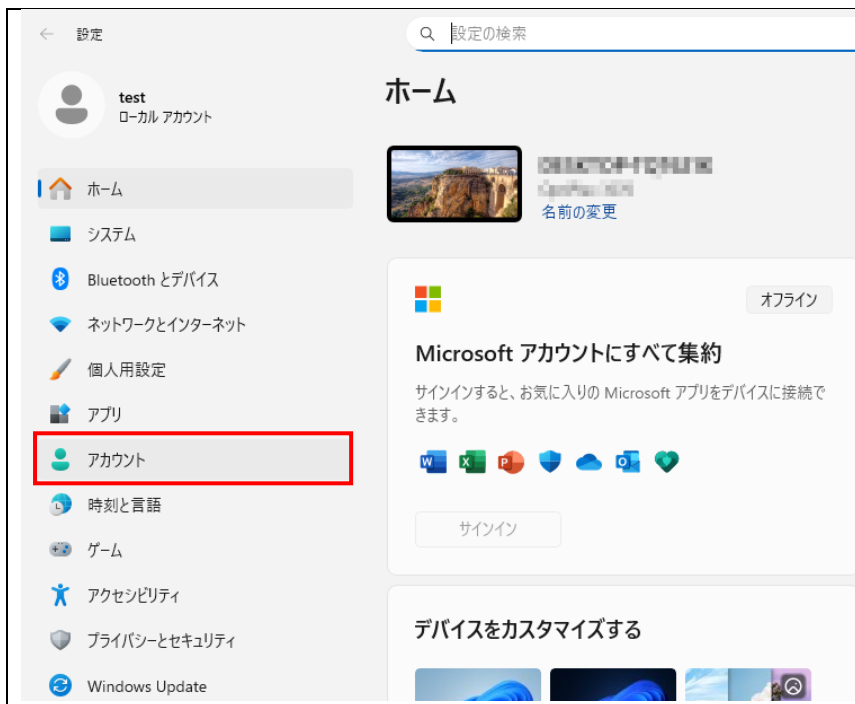 設定
設定の検索
test
ローカル アカウント
ホーム
システム
Bluetooth とデバイス
ネットワークとインターネット
個人用設定
アプリ
アカウント
時刻と言語
ゲーム
アクセシビリティ
プライバシーとセキュリティ
Windows Update
ホーム
名前の変更
オフライン
Microsoft アカウントにすべて集約
サインインすると、お気に入りの Microsoft アプリをデバイスに接続で
きます。
サインイン
デバイスをカスタマイズする